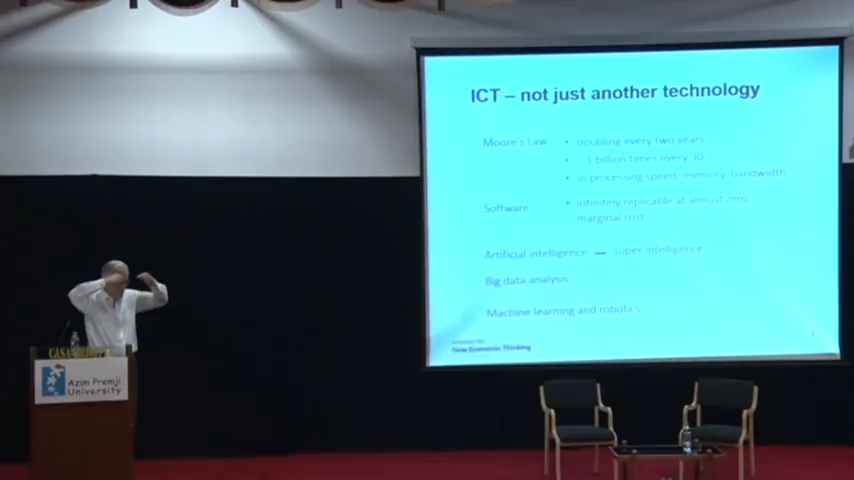 ICT – not just another technology
Moore's Law • doubling every two years
• 1 billion times every 30
• in processing speed, memory, bandwidth
Software • infinitely replicable at almost zero
marginal cost
Artificial intelligence — super intelligence
Big data analysis
Machine learning and robotics
New Economic Thinking
Azim Premji
University